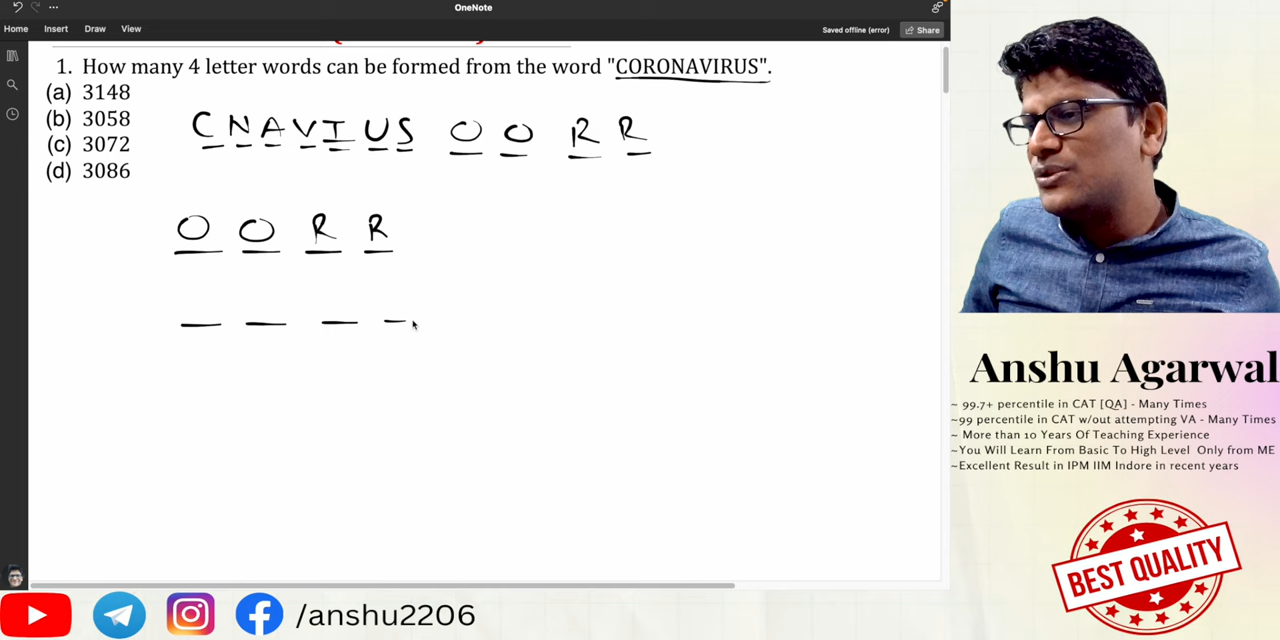 OneNote
Home Insert Draw View Saved offline (error) Share
1. How many 4 letter words can be formed from the word "CORONAVIRUS".
(a) 3148
(b) 3058
(c) 3072
(d) 3086
C N A V I U S O O R R
O O R R
Anshu Agarwal
~ 99.7+ percentile in CAT [QA] - Many Times
~99 percentile in CAT w/out attempting VA - Many Times
~ More than 10 Years Of Teaching Experience
~You Will Learn From Basic To High Level Only from ME
~Excellent Result in IPM IIM Indore in recent years
BEST QUALITY
/anshu2206